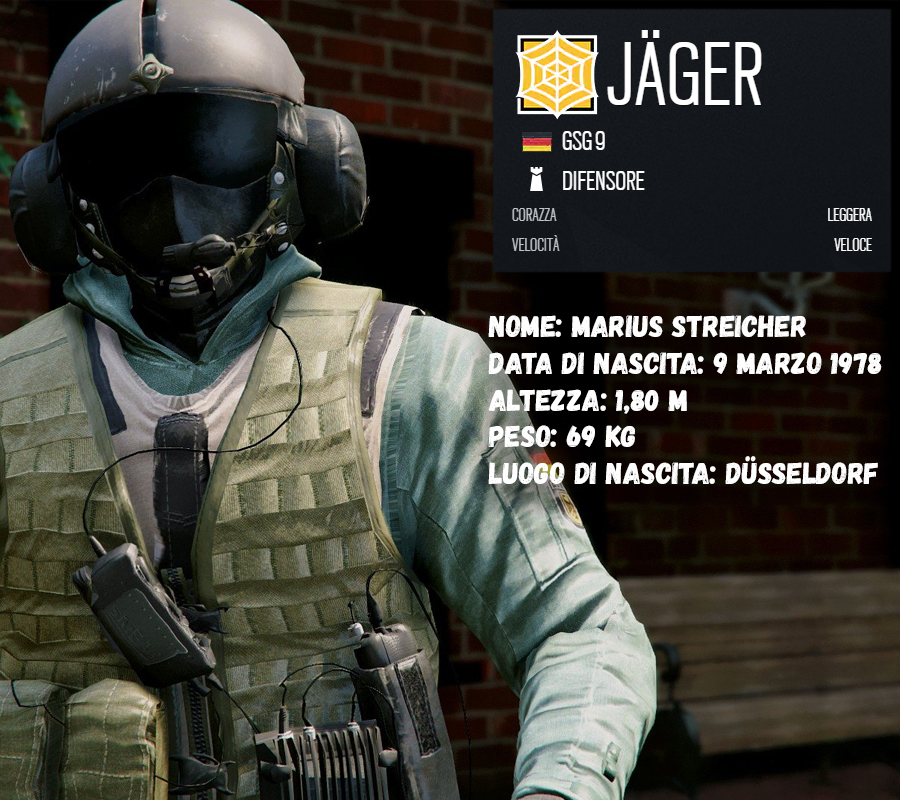 JÄGER
GSG 9
DIFENSORE
CORAZZA LEGGERA
VELOCITÀ VELOCE
NOME: MARIUS STREICHER
DATA DI NASCITA: 9 MARZO 1978
ALTEZZA: 1,80 M
PESO: 69 KG
LUOGO DI NASCITA: DÜSSELDORF